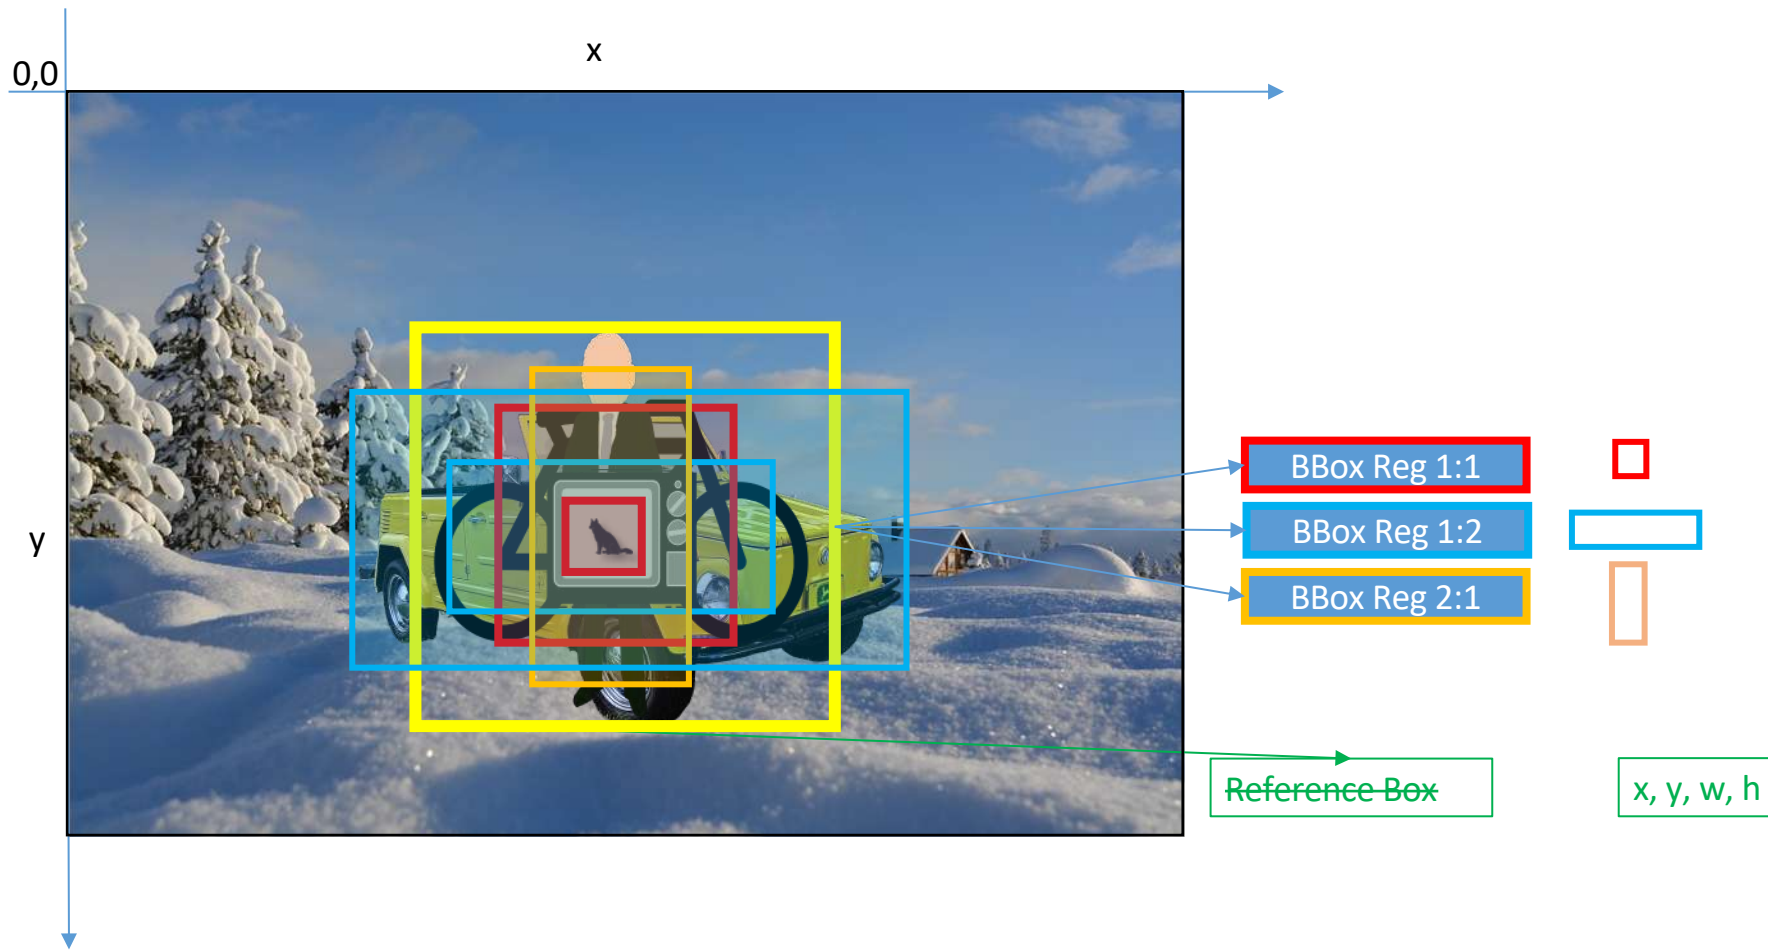 x
0,0
y
BBox Reg 1:1
BBox Reg 1:2
BBox Reg 2:1
Reference Box
x, y, w, h